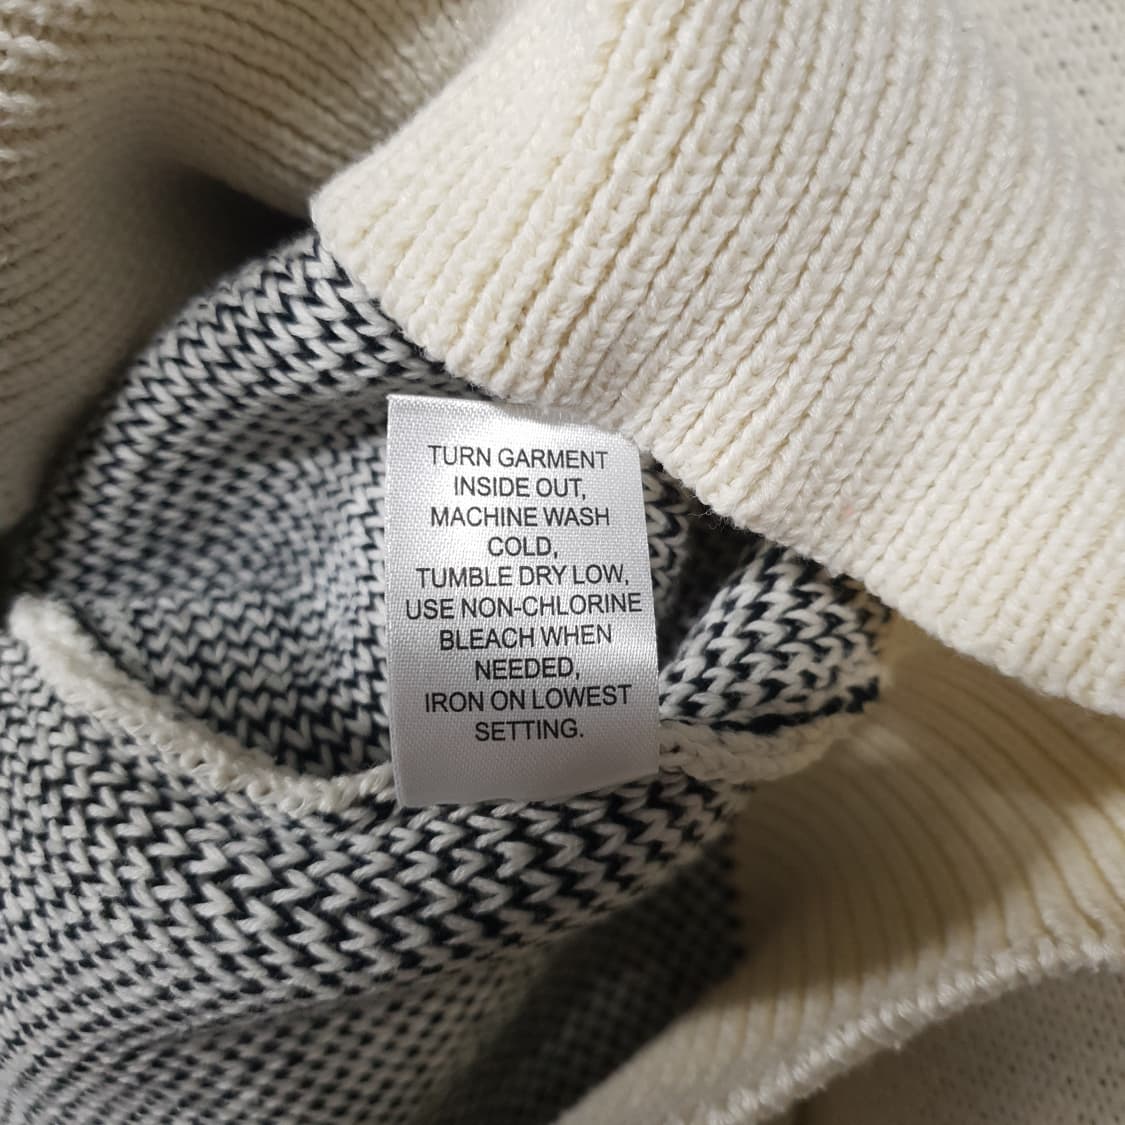 TURN GARMENT
INSIDE OUT,
MACHINE WASH
COLD,
TUMBLE DRY LOW,
USE NON-CHLORINE
BLEACH WHEN
NEEDED,
IRON ON LOWEST
SETTING.